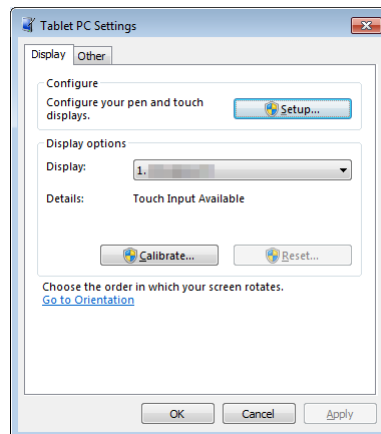 Tablet PC Settings
Display Other
Configure
Configure your pen and touch
displays.
Setup...
Display options
Display: 1.
Details: Touch Input Available
Calibrate... Reset...
Choose the order in which your screen rotates.
Go to Orientation
OK Cancel Apply